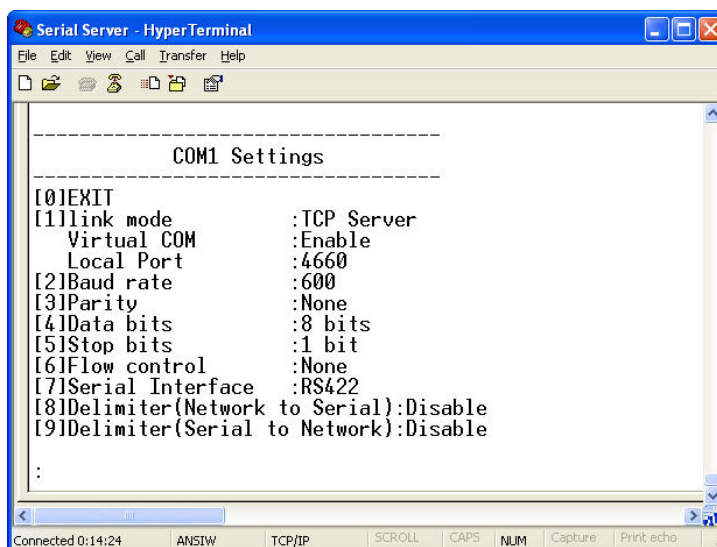 Serial Server - HyperTerminal
File Edit View Call Transfer Help
COM1 Settings
[0]EXIT
[1]link mode :TCP Server
Virtual COM :Enable
Local Port :4660
[2]Baud rate :600
[3]Parity :None
[4]Data bits :8 bits
[5]Stop bits :1 bit
[6]Flow control :None
[7]Serial Interface :RS422
[8]Delimiter(Network to Serial):Disable
[9]Delimiter(Serial to Network):Disable
:
Connected 0:14:24 ANSIW TCP/IP SCROLL CAPS NUM Capture Print echo